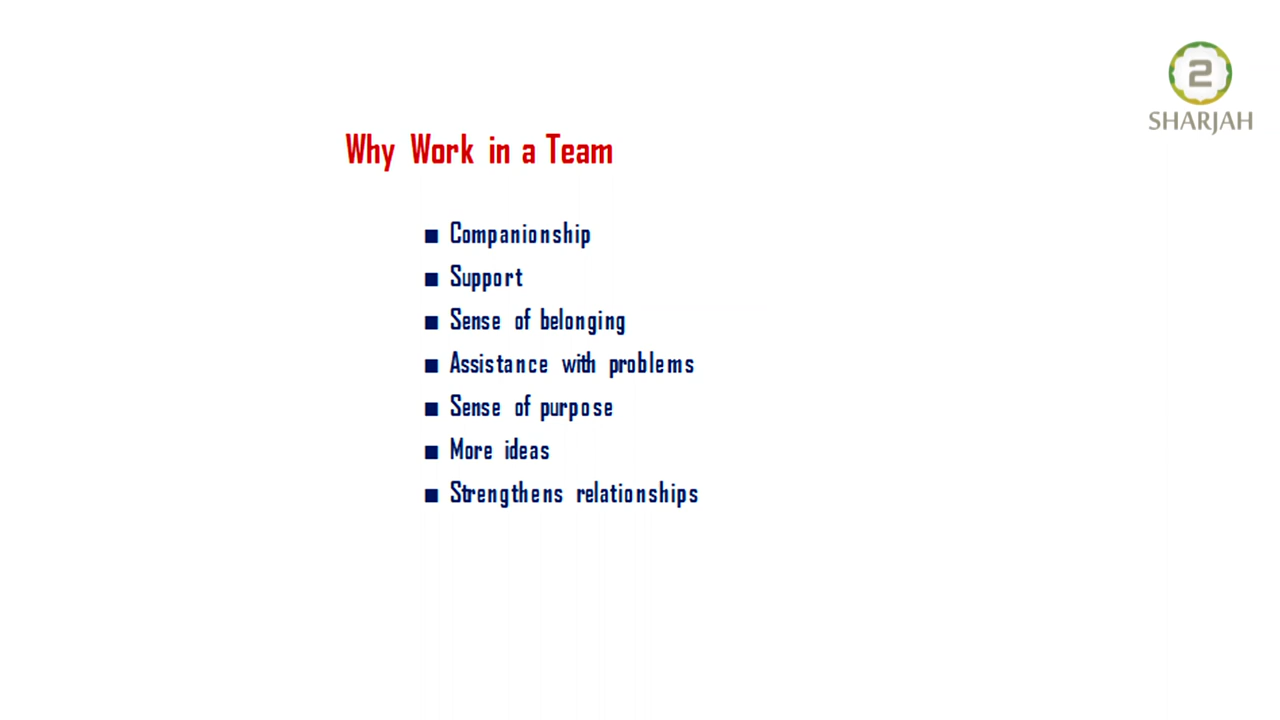 2
SHARJAH
Why Work in a Team
■ Companionship
■ Support
■ Sense of belonging
■ Assistance with problems
■ Sense of purpose
■ More ideas
■ Strengthens relationships